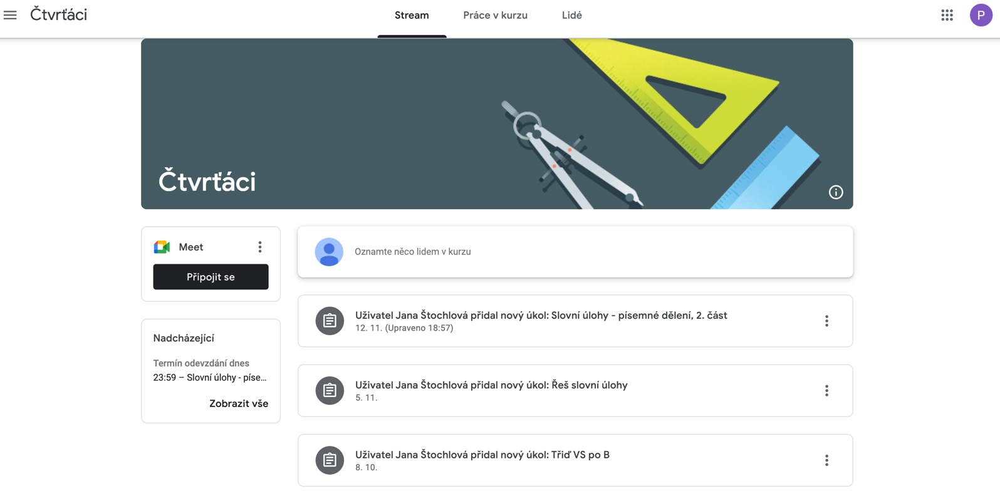 Čtvrťáci
Stream
Práce v kurzu
Lidé
P
Čtvrťáci
Meet
Připojit se
Nadcházející
Termín odevzdání dnes
23:59 – Slovní úlohy - píse...
Zobrazit vše
Oznamte něco lidem v kurzu
Uživatel Jana Štochlová přidal nový úkol: Slovní úlohy - písemné dělení, 2. část
12. 11. (Upraveno 18:57)
Uživatel Jana Štochlová přidal nový úkol: Řeš slovní úlohy
5. 11.
Uživatel Jana Štochlová přidal nový úkol: Třiď VS po B
8. 10.